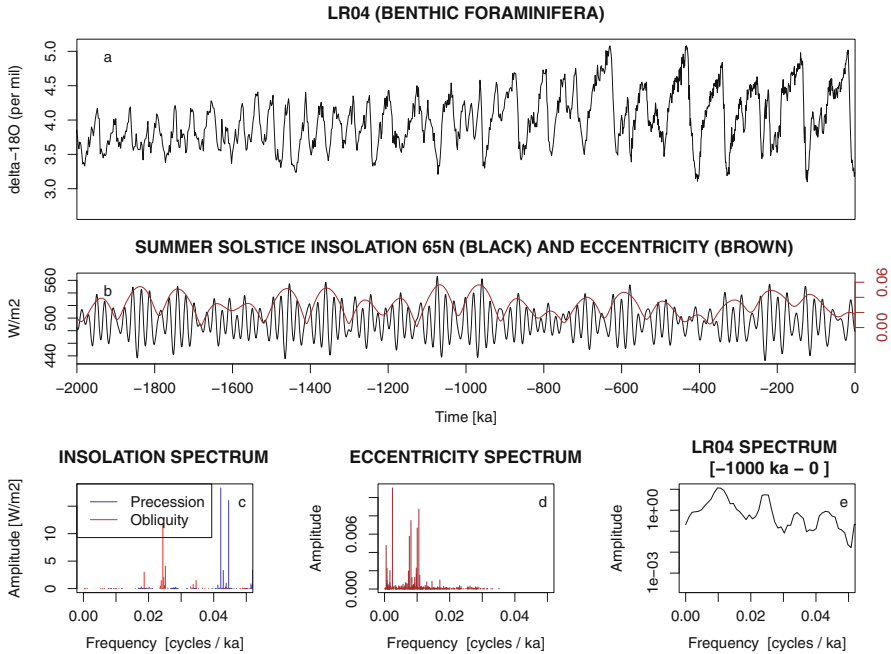 LR04 (BENTHIC FORAMINIFERA)
a
delta−18O (per mil)
5.0
4.5
4.0
3.5
3.0
SUMMER SOLSTICE INSOLATION 65N (BLACK) AND ECCENTRICITY (BROWN)
b
W/m2
560
500
440
0.06
0.00
−2000 −1800 −1600 −1400 −1200 −1000 −800 −600 −400 −200 0
Time [ka]
INSOLATION SPECTRUM
c
Precession
Obliquity
Amplitude [W/m2]
10
5
0
0.00 0.02 0.04
Frequency [cycles / ka]
ECCENTRICITY SPECTRUM
d
Amplitude
0.006
0.000
0.00 0.02 0.04
Frequency [cycles / ka]
LR04 SPECTRUM
[−1000 ka − 0 ]
e
Amplitude
1e+00
1e−03
0.00 0.02 0.04
Frequency [cycles / ka]